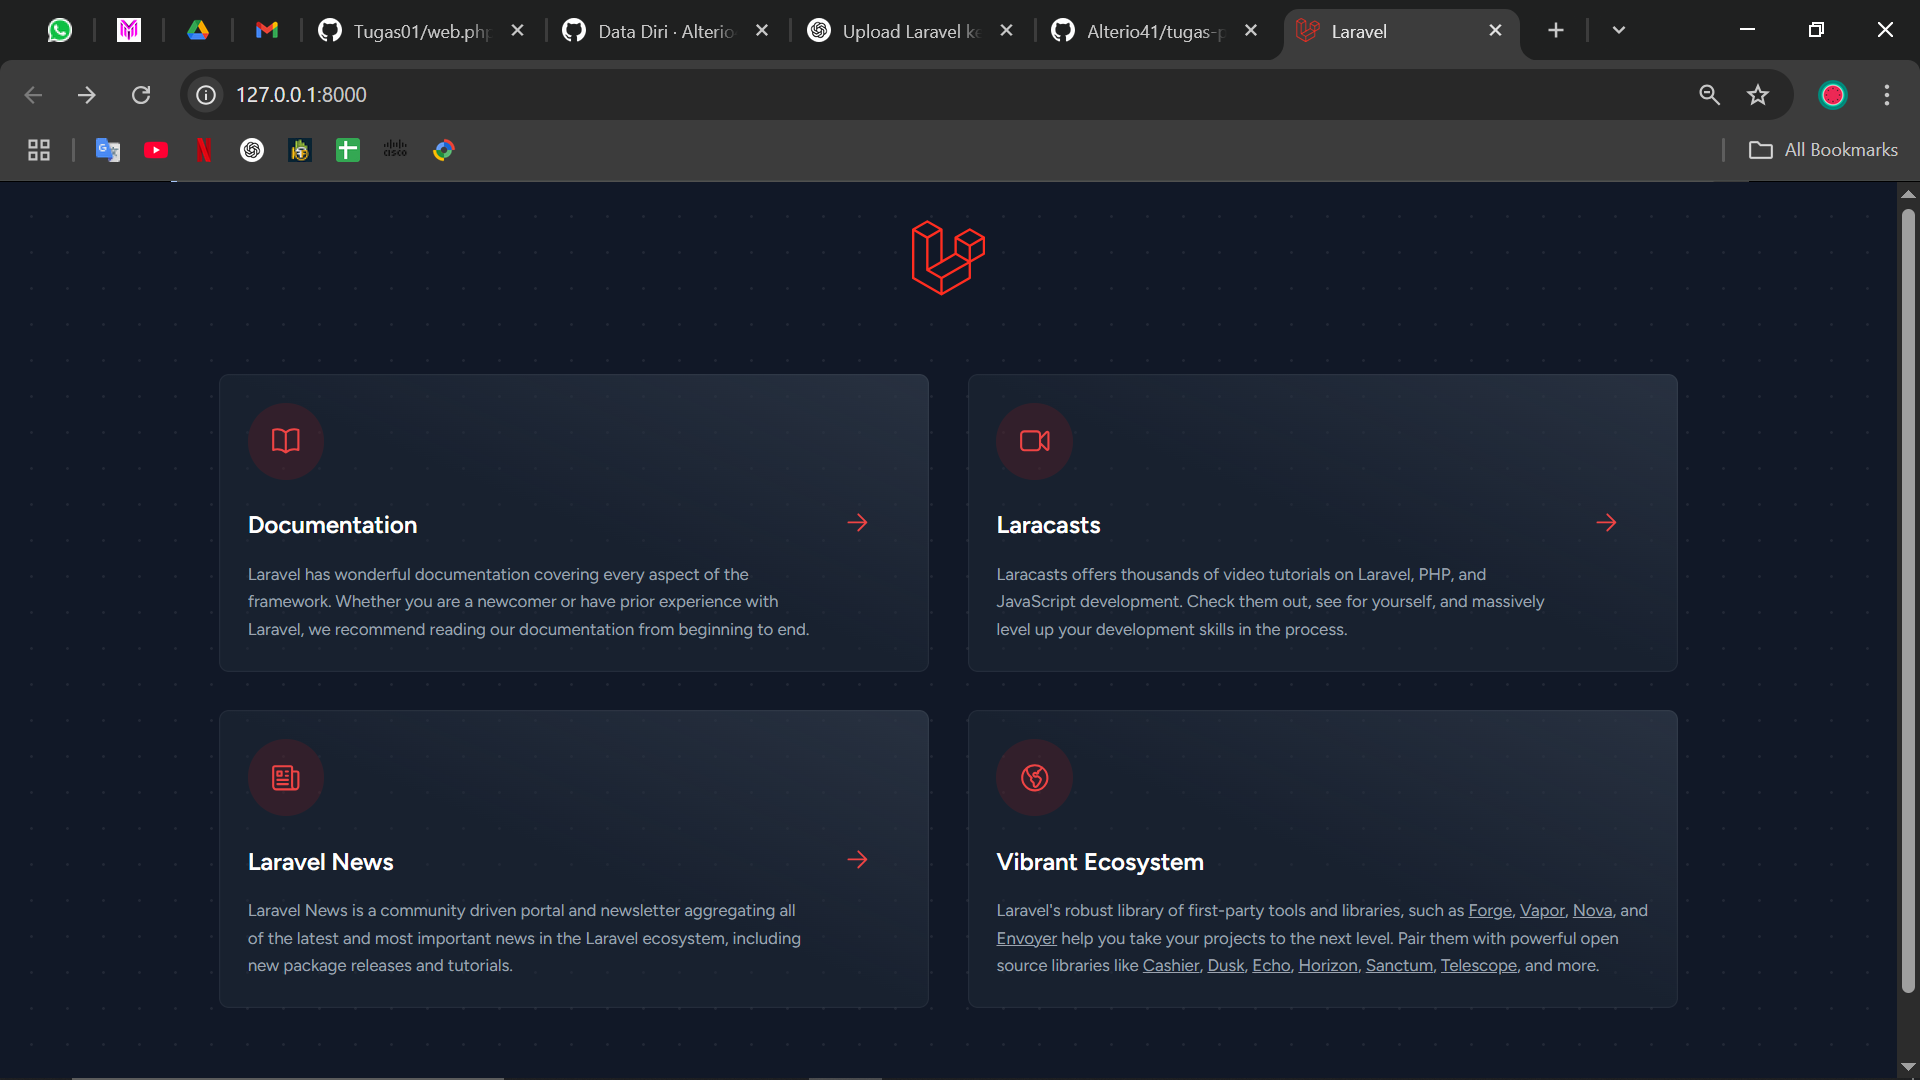 Tugas01/web.php
Data Diri · Alterio
Upload Laravel ke
Alterio41/tugas-p
Laravel
127.0.0.1:8000
cisco
All Bookmarks
Documentation
Laravel has wonderful documentation covering every aspect of the
framework. Whether you are a newcomer or have prior experience with
Laravel, we recommend reading our documentation from beginning to end.
Laracasts
Laracasts offers thousands of video tutorials on Laravel, PHP, and
JavaScript development. Check them out, see for yourself, and massively
level up your development skills in the process.
Laravel News
Laravel News is a community driven portal and newsletter aggregating all
of the latest and most important news in the Laravel ecosystem, including
new package releases and tutorials.
Vibrant Ecosystem
Laravel's robust library of first-party tools and libraries, such as Forge, Vapor, Nova, and
Envoyer help you take your projects to the next level. Pair them with powerful open
source libraries like Cashier, Dusk, Echo, Horizon, Sanctum, Telescope, and more.